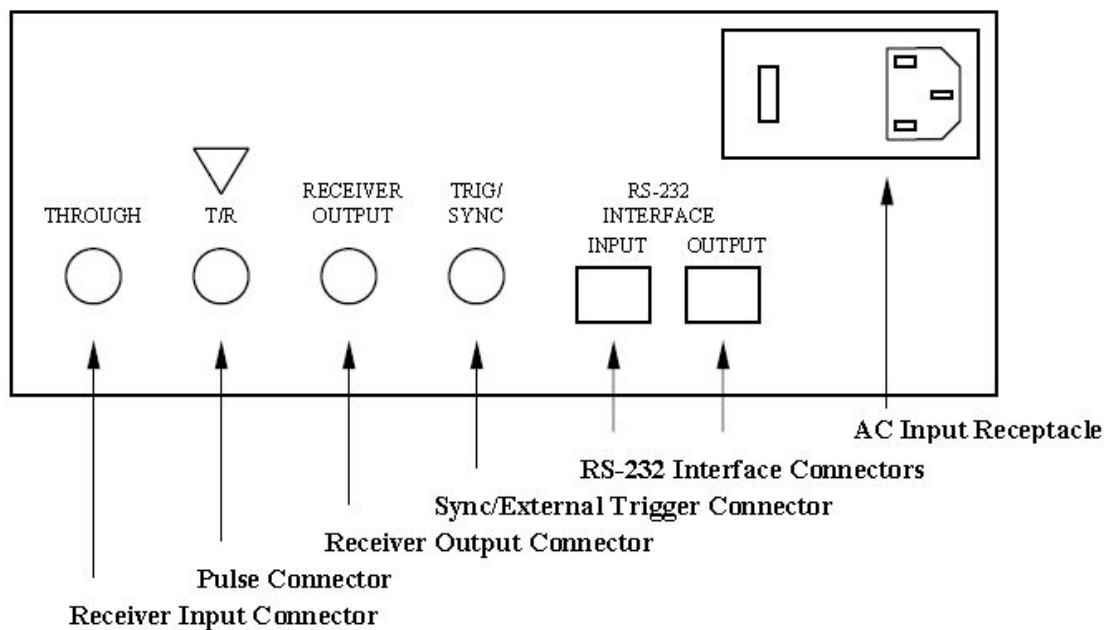 THROUGH
T/R
RECEIVER
OUTPUT
TRIG/
SYNC
RS-232
INTERFACE
INPUT
OUTPUT
AC Input Receptacle
RS-232 Interface Connectors
Sync/External Trigger Connector
Receiver Output Connector
Pulse Connector
Receiver Input Connector